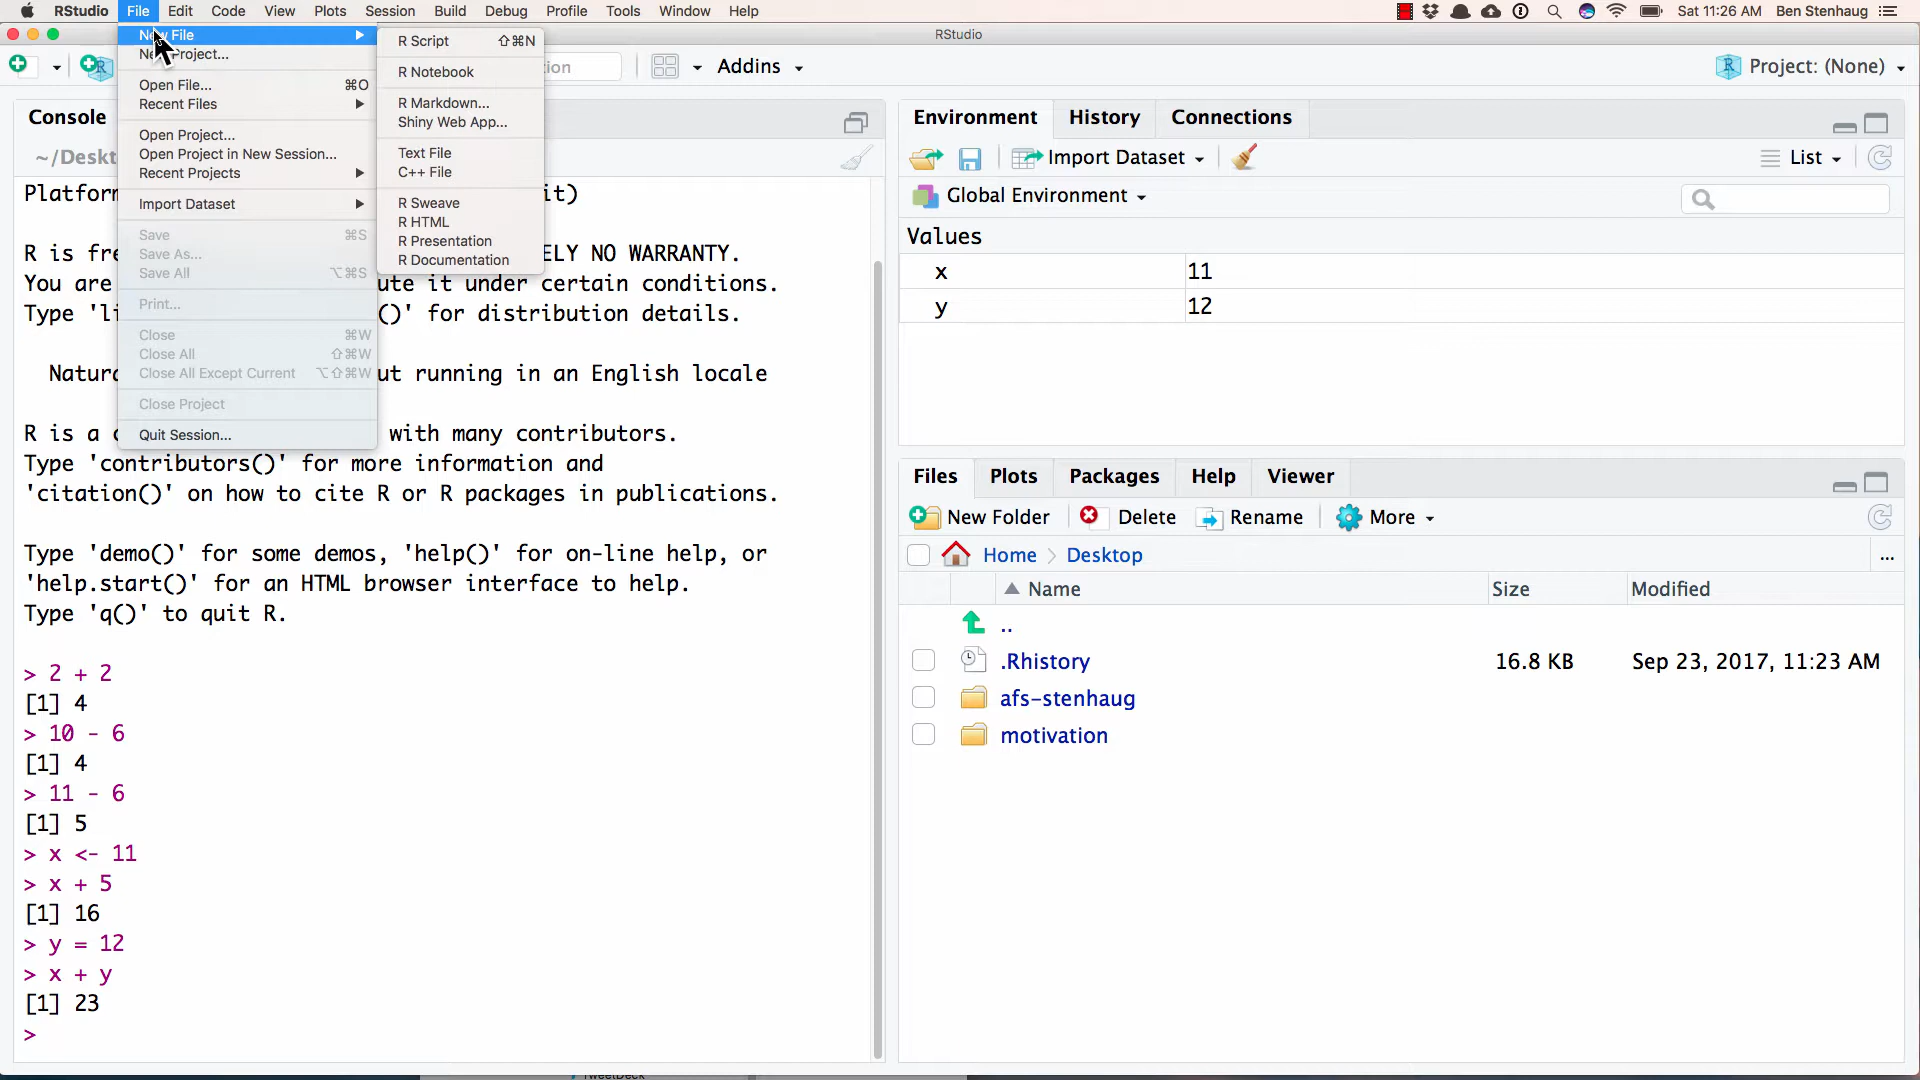 RStudio File Edit Code View Plots Session Build Debug Profile Tools Window Help Sat 11:26 AM Ben Stenhaug
RStudio
New File
New Project...
Open File... ⌘O
Recent Files
Open Project...
Open Project in New Session...
Recent Projects
Import Dataset
Save ⌘S
Save As...
Save All ⌥⌘S
Print...
Close ⌘W
Close All ⇧⌘W
Close All Except Current ⌥⇧⌘W
Close Project
Quit Session...
R Script ⇧⌘N
R Notebook
R Markdown...
Shiny Web App...
Text File
C++ File
R Sweave
R HTML
R Presentation
R Documentation
Addins
Project: (None)
Console
~/Deskt
Platform it)
R is fre ELY NO WARRANTY.
You are ute it under certain conditions.
Type 'li ()' for distribution details.
Natura ut running in an English locale
R is a c with many contributors.
Type 'contributors()' for more information and
'citation()' on how to cite R or R packages in publications.
Type 'demo()' for some demos, 'help()' for on-line help, or
'help.start()' for an HTML browser interface to help.
Type 'q()' to quit R.
> 2 + 2
[1] 4
> 10 - 6
[1] 4
> 11 - 6
[1] 5
> x <- 11
> x + 5
[1] 16
> y = 12
> x + y
[1] 23
>
Environment History Connections
Import Dataset List
Global Environment
Values
x 11
y 12
Files Plots Packages Help Viewer
New Folder Delete Rename More
Home Desktop ...
Name Size Modified
..
.Rhistory 16.8 KB Sep 23, 2017, 11:23 AM
afs-stenhaug
motivation